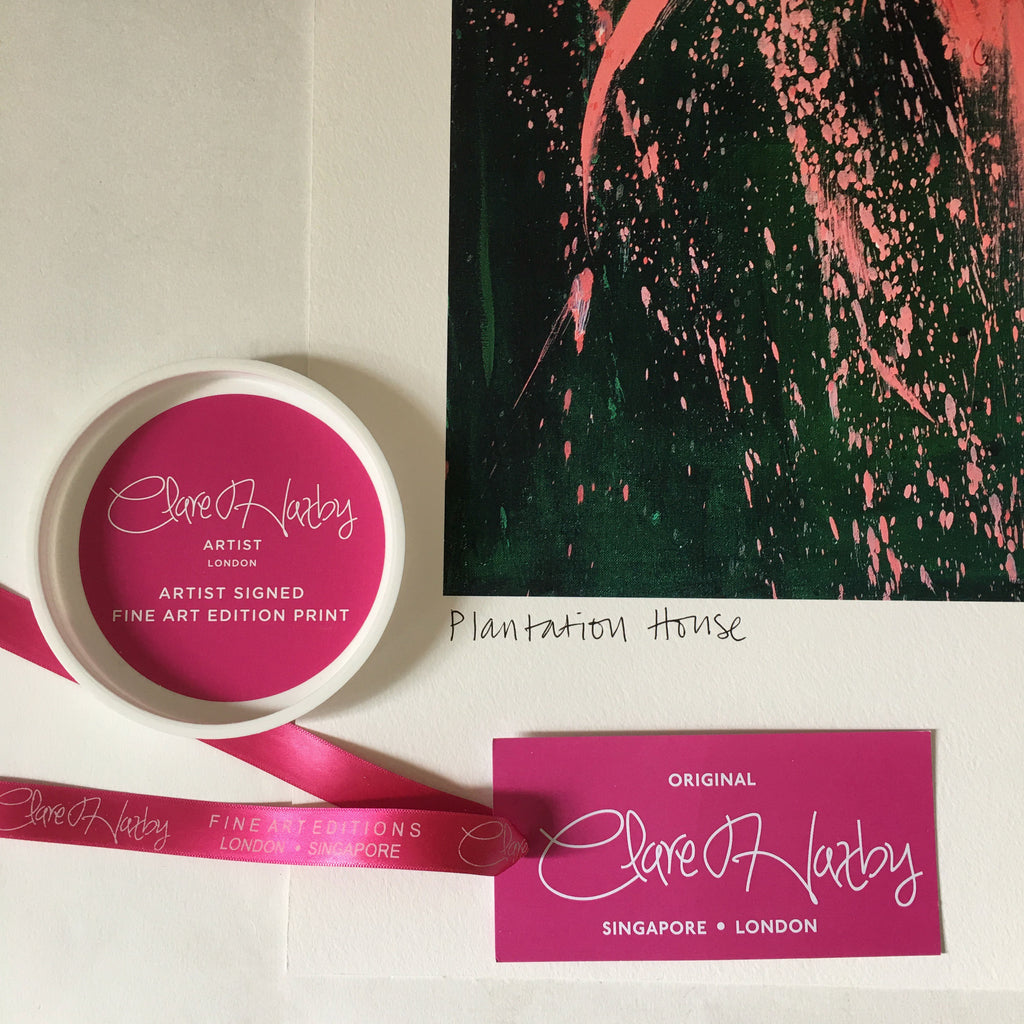 Clare Haxby
ARTIST
LONDON
ARTIST SIGNED
FINE ART EDITION PRINT
Plantation House
ORIGINAL
Clare Haxby
SINGAPORE • LONDON
Clare Haxby FINE ART EDITIONS Clare
LONDON • SINGAPORE